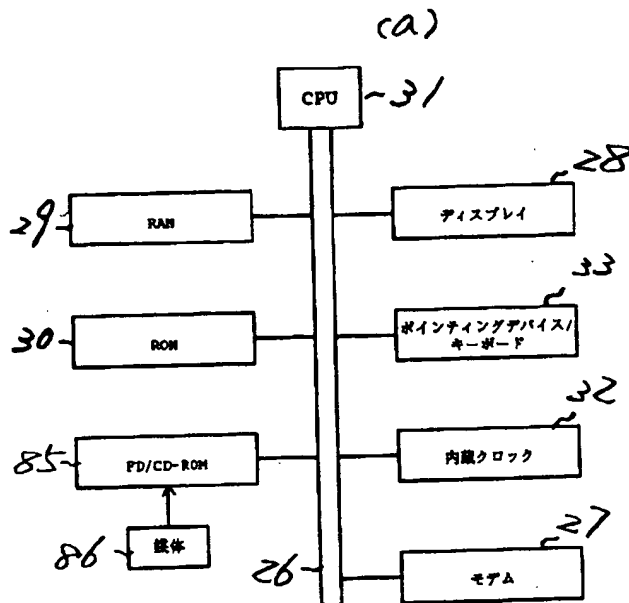 (a)
CPU
31
28
29
RAM
ディスプレイ
33
30
ROM
ポインティングデバイス/
キーボード
32
85
FD/CD-ROM
内蔵クロック
86
媒体
26
27
モデム